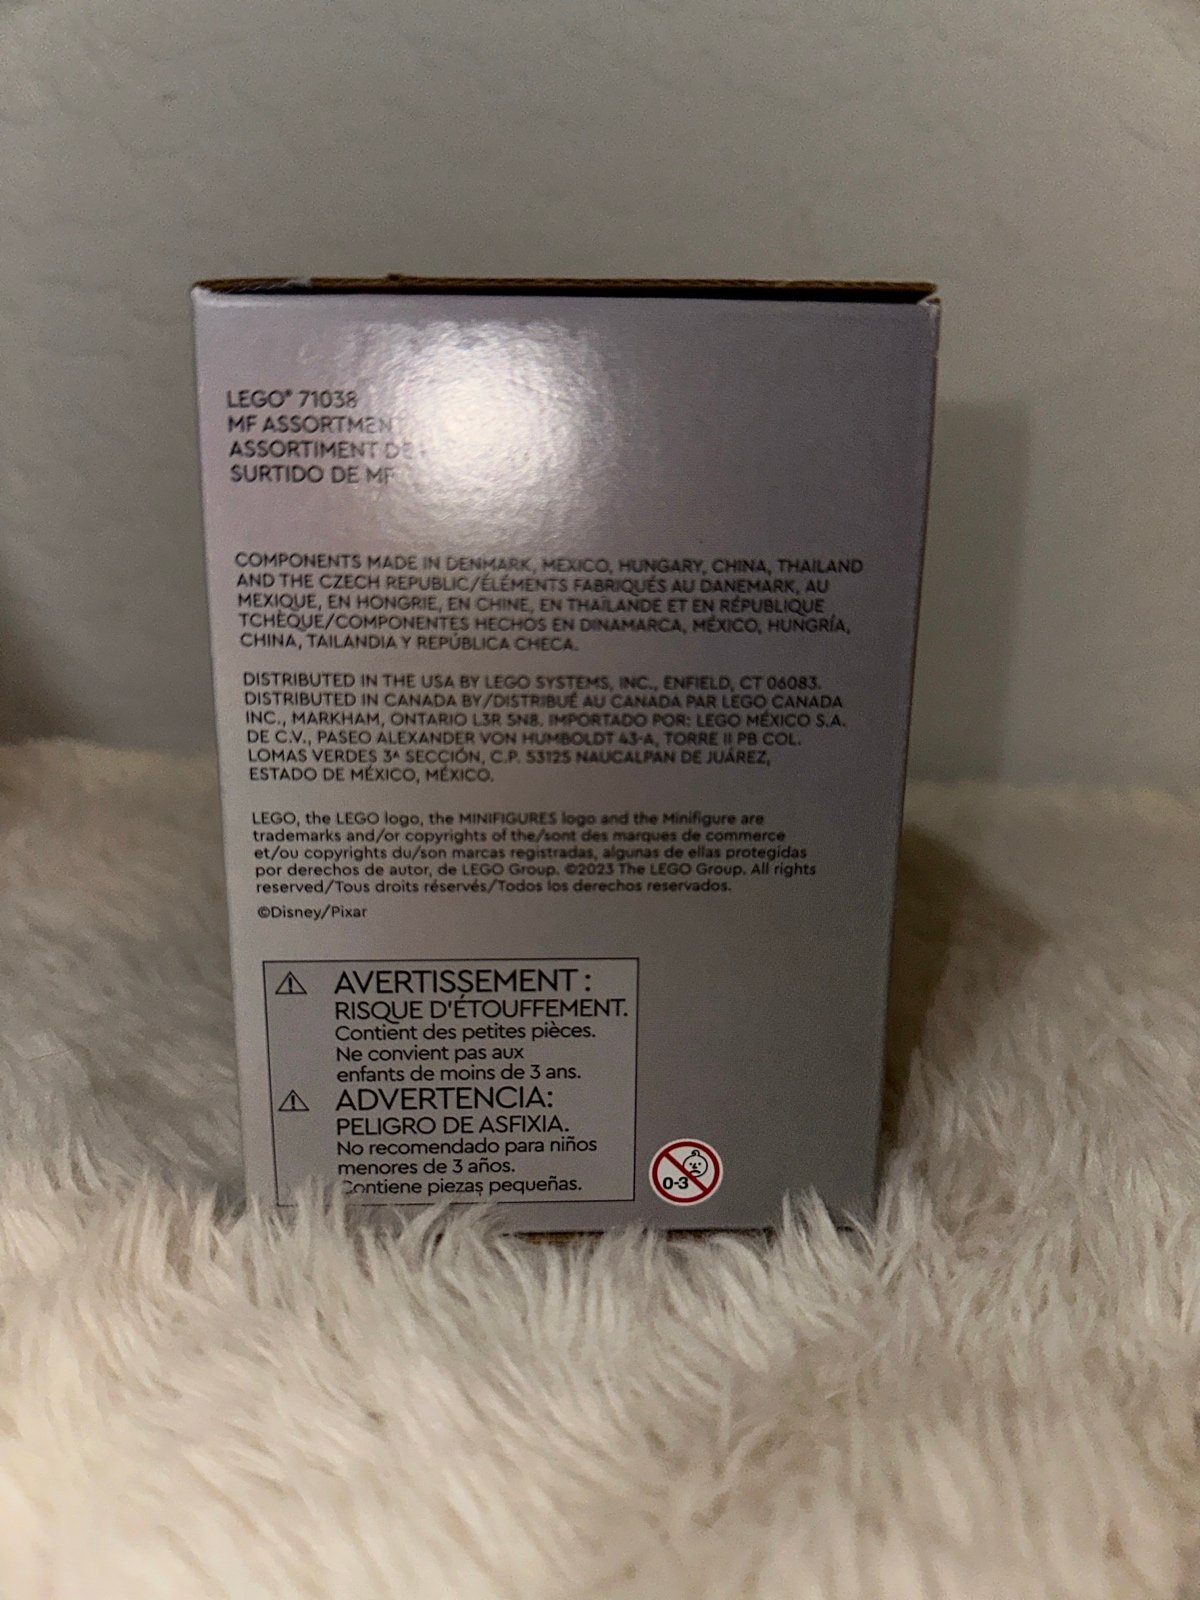 LEGO® 71038
MF ASSORTMENT
ASSORTIMENT DE
SURTIDO DE MF
COMPONENTS MADE IN DENMARK, MEXICO, HUNGARY, CHINA, THAILAND
AND THE CZECH REPUBLIC/ÉLÉMENTS FABRIQUÉS AU DANEMARK, AU
MEXIQUE, EN HONGRIE, EN CHINE, EN THAÏLANDE ET EN RÉPUBLIQUE
TCHÈQUE/COMPONENTES HECHOS EN DINAMARCA, MÉXICO, HUNGRÍA,
CHINA, TAILANDIA Y REPÚBLICA CHECA.
DISTRIBUTED IN THE USA BY LEGO SYSTEMS, INC., ENFIELD, CT 06083.
DISTRIBUTED IN CANADA BY/DISTRIBUÉ AU CANADA PAR LEGO CANADA
INC., MARKHAM, ONTARIO L3R 5N8. IMPORTADO POR: LEGO MÉXICO S.A.
DE C.V., PASEO ALEXANDER VON HUMBOLDT 43-A, TORRE II PB COL.
LOMAS VERDES 3ᴬ SECCIÓN, C.P. 53125 NAUCALPAN DE JUÁREZ,
ESTADO DE MÉXICO, MÉXICO.
LEGO, the LEGO logo, the MINIFIGURES logo and the Minifigure are
trademarks and/or copyrights of the/sont des marques de commerce
et/ou copyrights du/son marcas registradas, algunas de ellas protegidas
por derechos de autor, de LEGO Group. ©2023 The LEGO Group. All rights
reserved/Tous droits réservés/Todos los derechos reservados.
©Disney/Pixar
AVERTISSEMENT :
RISQUE D'ÉTOUFFEMENT.
Contient des petites pièces.
Ne convient pas aux
enfants de moins de 3 ans.
ADVERTENCIA:
PELIGRO DE ASFIXIA.
No recomendado para niños
menores de 3 años.
Contiene piezas pequeñas.
0-3